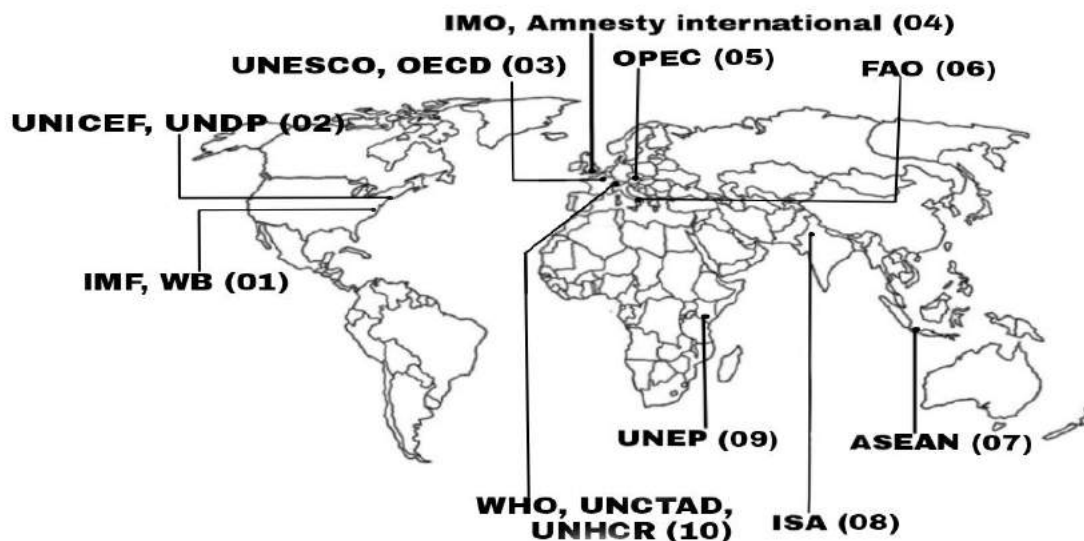 IMO, Amnesty international (04)
UNESCO, OECD (03)
OPEC (05)
FAO (06)
UNICEF, UNDP (02)
IMF, WB (01)
UNEP (09)
ASEAN (07)
WHO, UNCTAD,
UNHCR (10)
ISA (08)